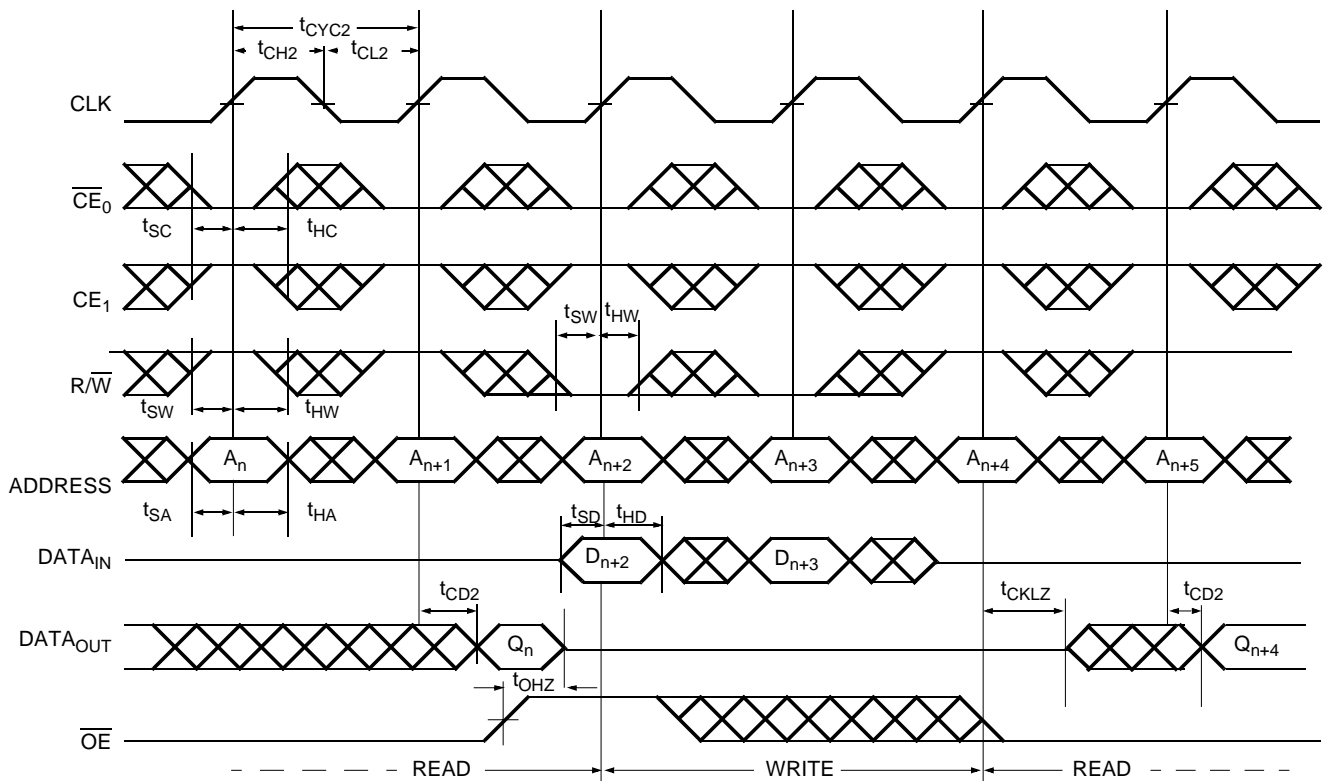 tCYC2
tCH2 tCL2
CLK
CE0
tSC tHC
CE1
tSW tHW
R/W
tSW tHW
An An+1 An+2 An+3 An+4 An+5
ADDRESS
tSA tHA
tSD tHD
DATAIN Dn+2 Dn+3
tCD2 tCKLZ tCD2
DATAOUT Qn Qn+4
tOHZ
OE
READ WRITE READ